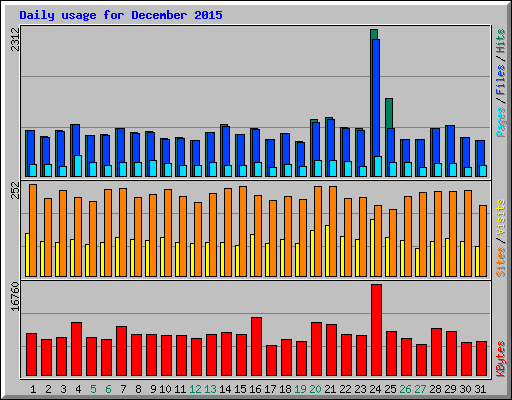 Daily usage for December 2015
2312
Pages / Files / Hits
252
Sites / Visits
16760
KBytes
1 2 3 4 5 6 7 8 9 10 11 12 13 14 15 16 17 18 19 20 21 22 23 24 25 26 27 28 29 30 31